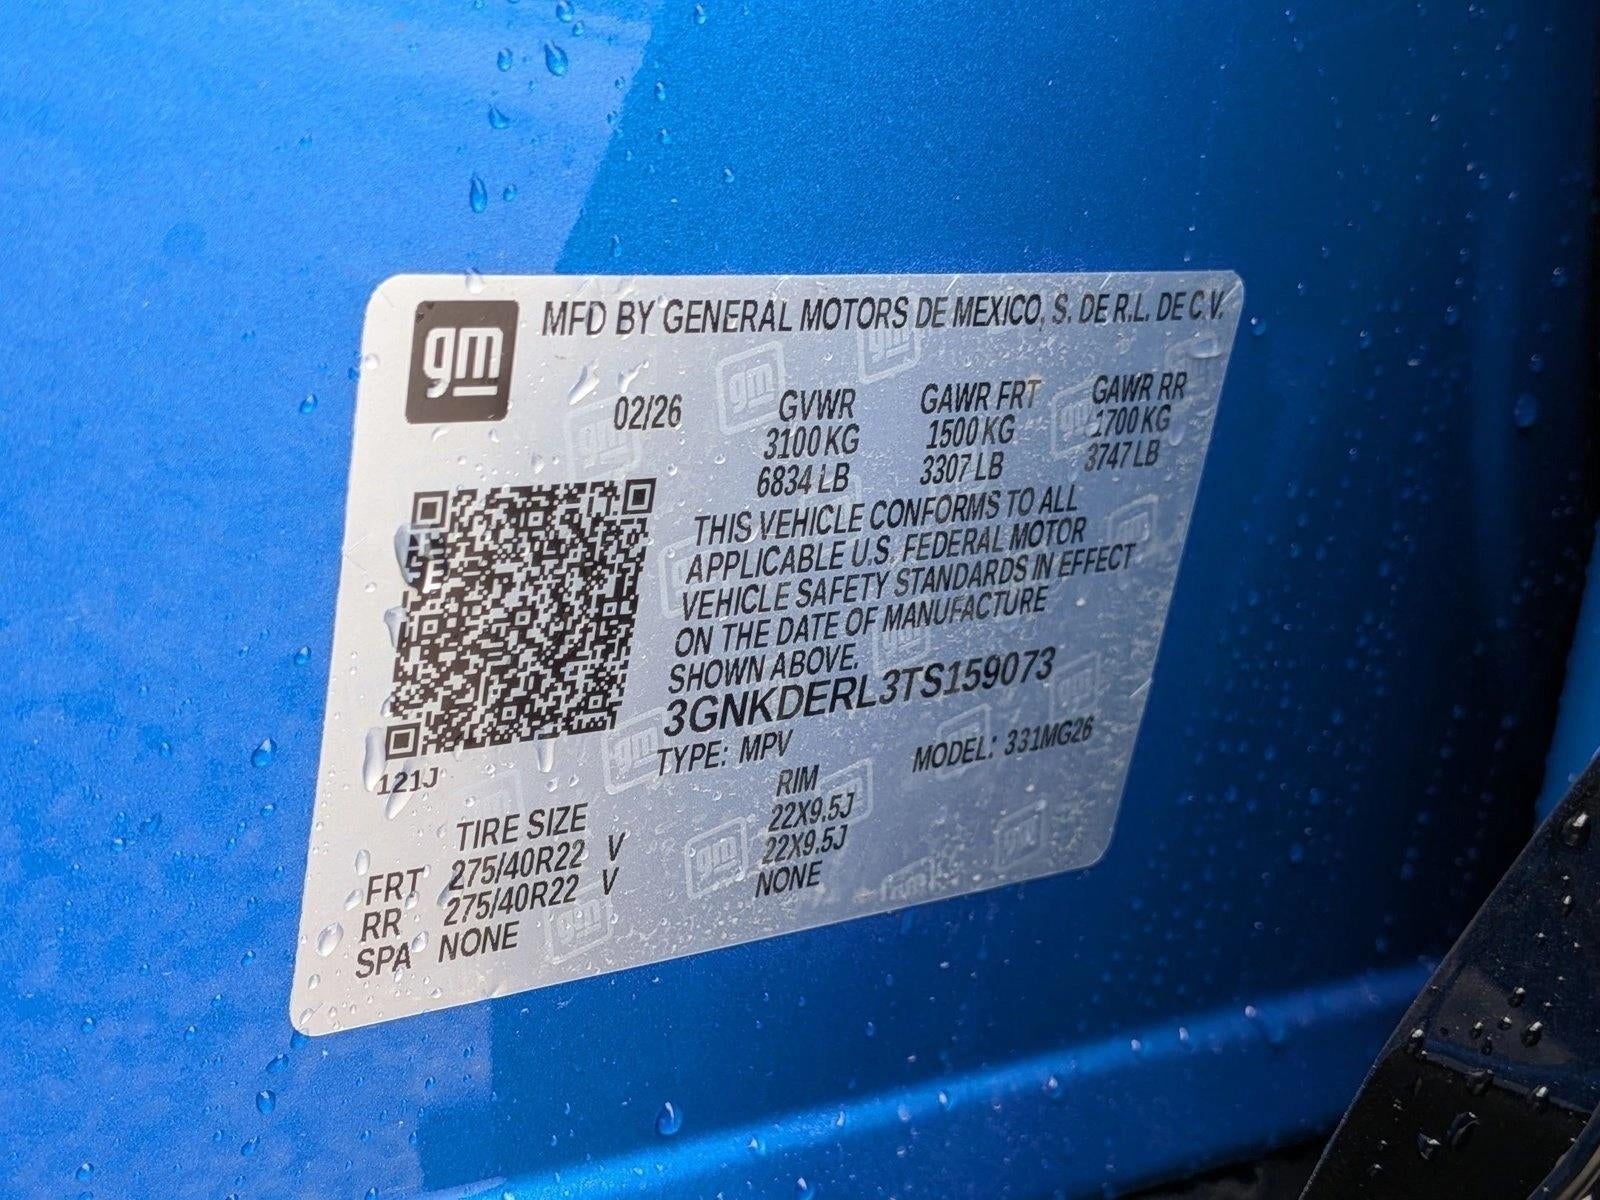 gm
MFD BY GENERAL MOTORS DE MEXICO, S. DE R.L. DE C.V.
02/26 GVWR GAWR FRT GAWR RR
3100 KG 1500 KG 1700 KG
6834 LB 3307 LB 3747 LB
THIS VEHICLE CONFORMS TO ALL
APPLICABLE U.S. FEDERAL MOTOR
VEHICLE SAFETY STANDARDS IN EFFECT
ON THE DATE OF MANUFACTURE
SHOWN ABOVE.
3GNKDERL3TS159073
TYPE: MPV MODEL: 331MG26
121J
TIRE SIZE RIM
FRT 275/40R22 V 22X9.5J
RR 275/40R22 V 22X9.5J
SPA NONE NONE